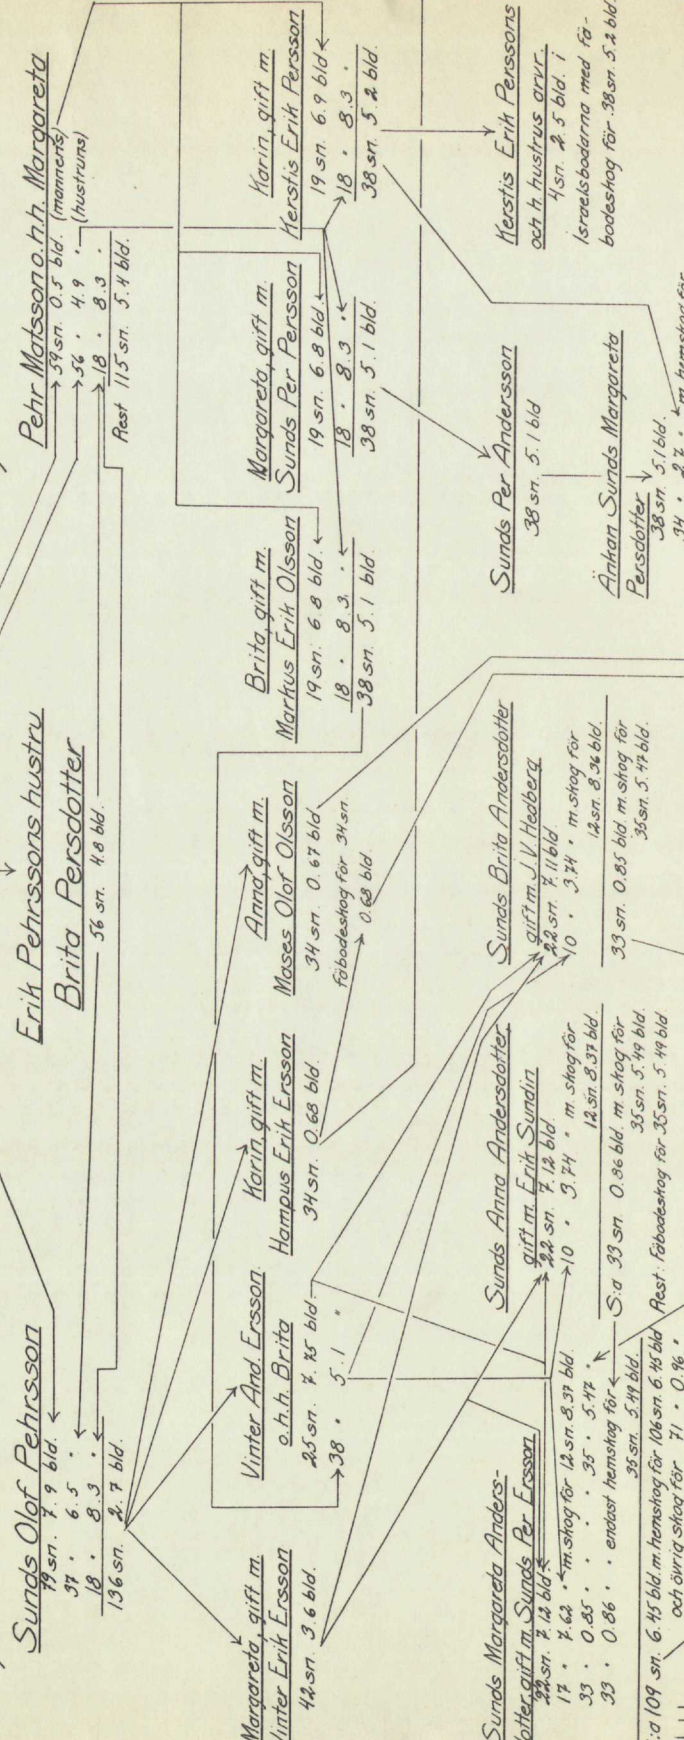 Sunds Olof Pehrsson
79 sn. 7.9 bld.
37 · 6.5 ·
18 · 8.3 ·
136 sn. 2.7 bld.
Erik Pehrssons hustru
Brita Persdotter
56 sn. 4.8 bld.
Pehr Matsson o.h.h. Margareta
59 sn. 0.5 bld. (mannens)
56 · 4.9 · (hustruns)
18 · 8.3 ·
Rest 115 sn. 5.4 bld.
Margareta, gift m.
Vinter Erik Ersson
42 sn. 3.6 bld.
Vinter And. Ersson
o.h.h. Brita
25 sn. 7.75 bld.
38 · 5.1 "
Karin, gift m.
Hampus Erik Ersson
34 sn. 0.68 bld.
Anna, gift m.
Moses Olof Olsson
34 sn. 0.67 bld
fäbodeskog för 34 sn.
0.68 bld.
Brita, gift m.
Markus Erik Olsson
19 sn. 6.8 bld.
18 · 8.3 ·
38 sn. 5.1 bld.
Margareta, gift m.
Sunds Per Persson
19 sn. 6.8 bld.
18 · 8.3 ·
38 sn. 5.1 bld.
Karin, gift m.
Kerstis Erik Persson
19 sn. 6.9 bld.
18 · 8.3 ·
38 sn. 5.2 bld.
Sunds Margareta Anders-
dotter, gift m. Sunds Per Ersson
22 sn. 7.12 bld.
17 · 7.62 · m. skog för 12 sn. 8.37 bld.
33 · 0.85 · · · · 35 · 5.47 ·
33 · 0.86 · · endast hemskog för
35 sn. 5.49 bld.
S:a 109 sn. 6.45 bld m. hemskog för 106 sn. 6.45 bld
och övrig skog för 71 · 0.96 ·
Sunds Anna Andersdotter,
gift m. Erik Sundin
22 sn. 7.12 bld.
10 · 3.74 · m. skog för
12 sn. 8.37 bld.
S:a 33 sn. 0.86 bld. m. skog för
35 sn. 5.49 bld.
Rest: Fäbodeskog för 35 sn. 5.49 bld
Sunds Brita Andersdotter
gift m. J.V. Hedberg
22 sn. 7.11 bld
10 · 3.74 · m. skog för
12 sn. 8.36 bld.
33 sn. 0.85 bld. m. skog för
35 sn. 5.47 bld.
Sunds Per Andersson
38 sn. 5.1 bld
Änkan Sunds Margareta
Persdotter
38 sn. 5.1 bld.
34 · 2.7 · m. hemskog för
Kerstis Erik Perssons
och h. hustrus arvr.
4 sn. 2.5 bld. i
Israelsbodarna med fä-
bodeskog för 38 sn. 5.2 bld.